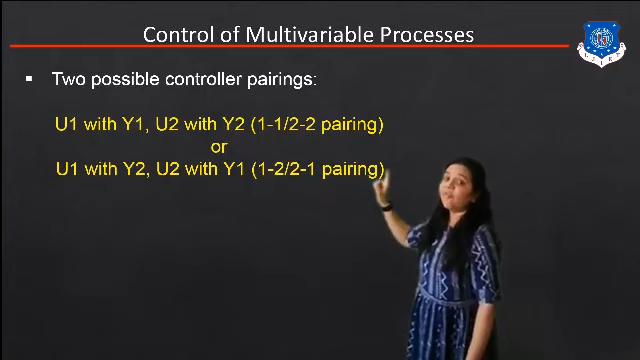 Control of Multivariable Processes
▪ Two possible controller pairings:
U1 with Y1, U2 with Y2 (1-1/2-2 pairing)
or
U1 with Y2, U2 with Y1 (1-2/2-1 pairing)